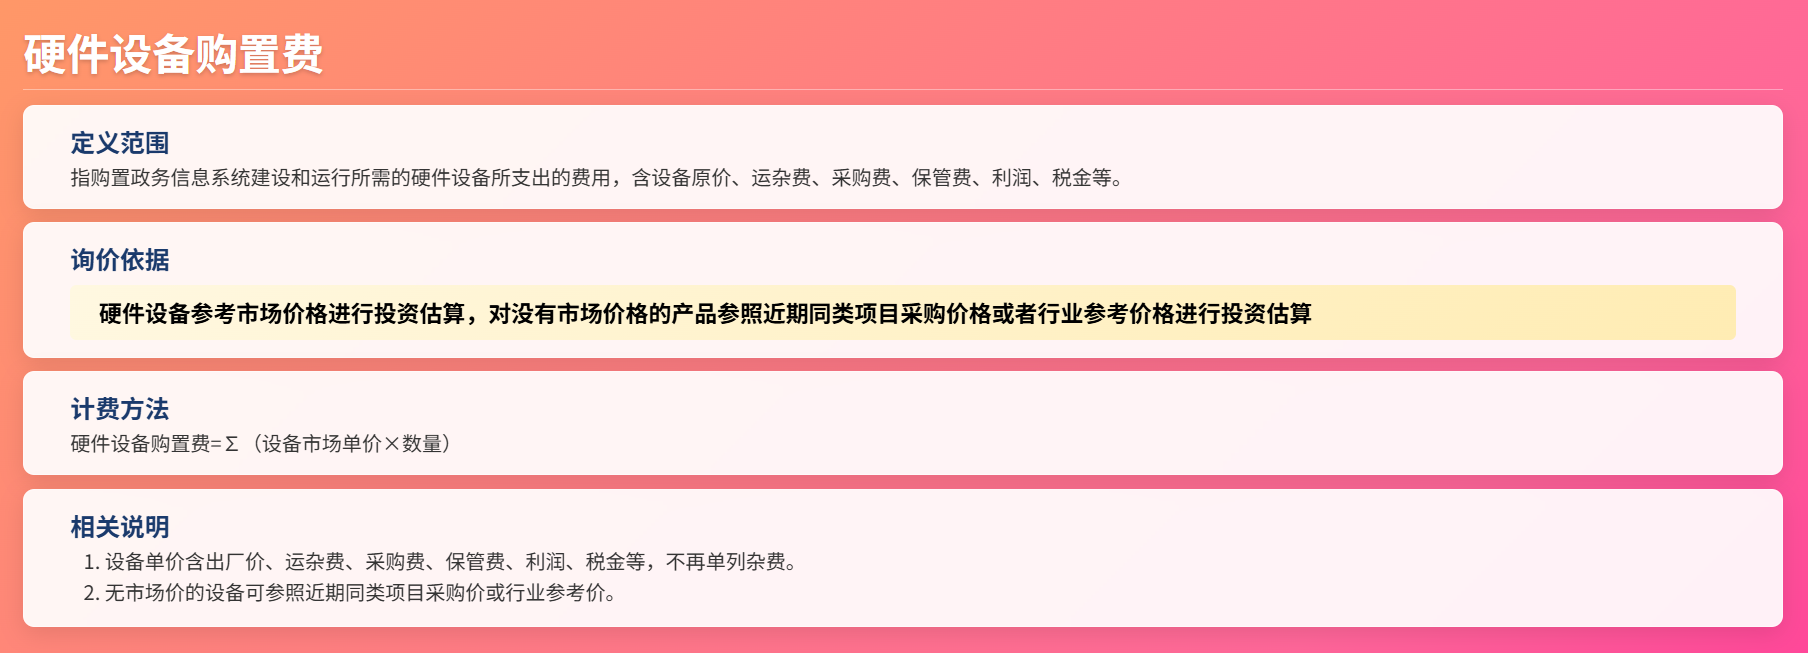 硬件设备购置费
定义范围
指购置政务信息系统建设和运行所需的硬件设备所支出的费用，含设备原价、运杂费、采购费、保管费、利润、税金等。
询价依据
硬件设备参考市场价格进行投资估算，对没有市场价格的产品参照近期同类项目采购价格或者行业参考价格进行投资估算
计费方法
硬件设备购置费=Σ（设备市场单价×数量）
相关说明
1. 设备单价含出厂价、运杂费、采购费、保管费、利润、税金等，不再单列杂费。
2. 无市场价的设备可参照近期同类项目采购价或行业参考价。